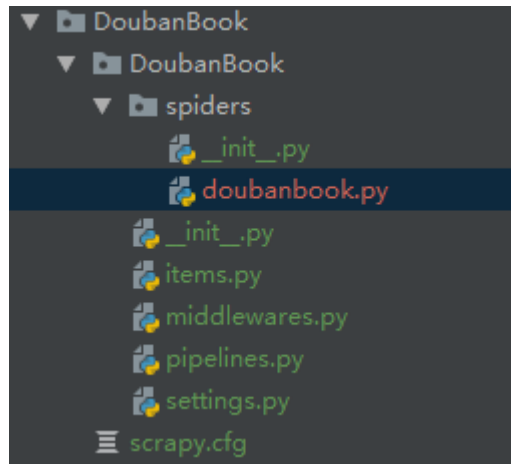 DoubanBook
DoubanBook
spiders
__init__.py
doubanbook.py
__init__.py
items.py
middlewares.py
pipelines.py
settings.py
scrapy.cfg